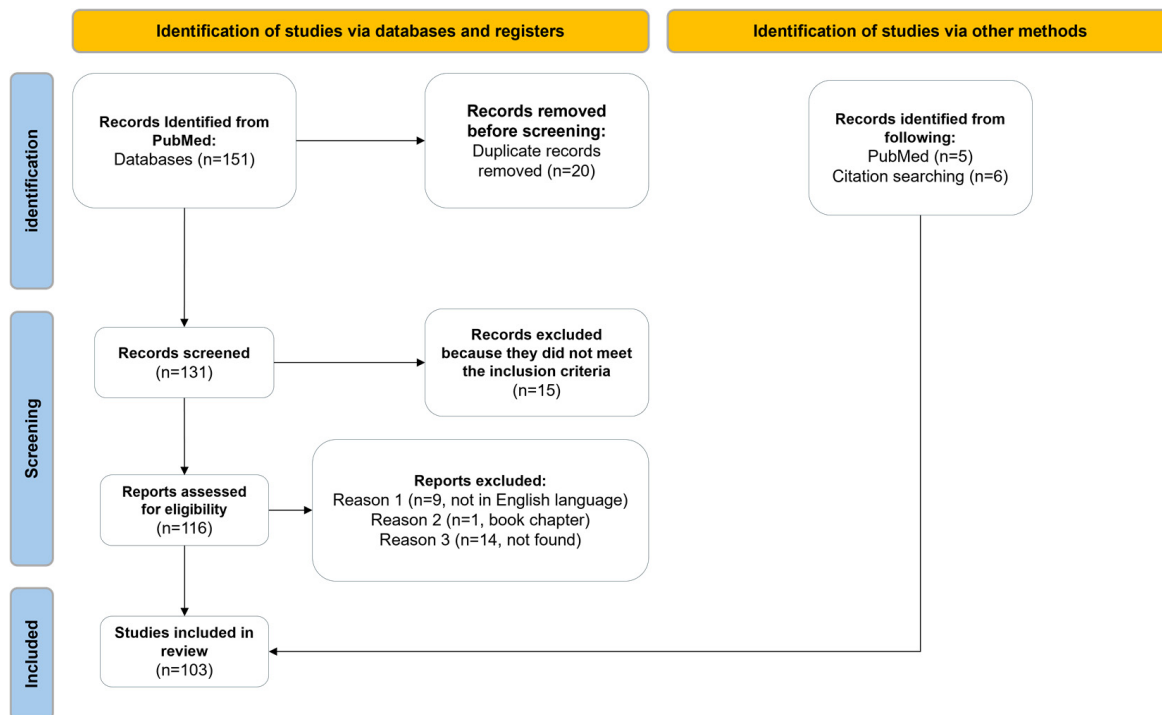 Identification of studies via databases and registers
Identification of studies via other methods
identification
Records Identified from
PubMed:
Databases (n=151)
Records removed
before screening:
Duplicate records
removed (n=20)
Records identified from
following:
PubMed (n=5)
Citation searching (n=6)
Screening
Records screened
(n=131)
Records excluded
because they did not meet
the inclusion criteria
(n=15)
Reports assessed
for eligibility
(n=116)
Reports excluded:
Reason 1 (n=9, not in English language)
Reason 2 (n=1, book chapter)
Reason 3 (n=14, not found)
Included
Studies included in
review
(n=103)